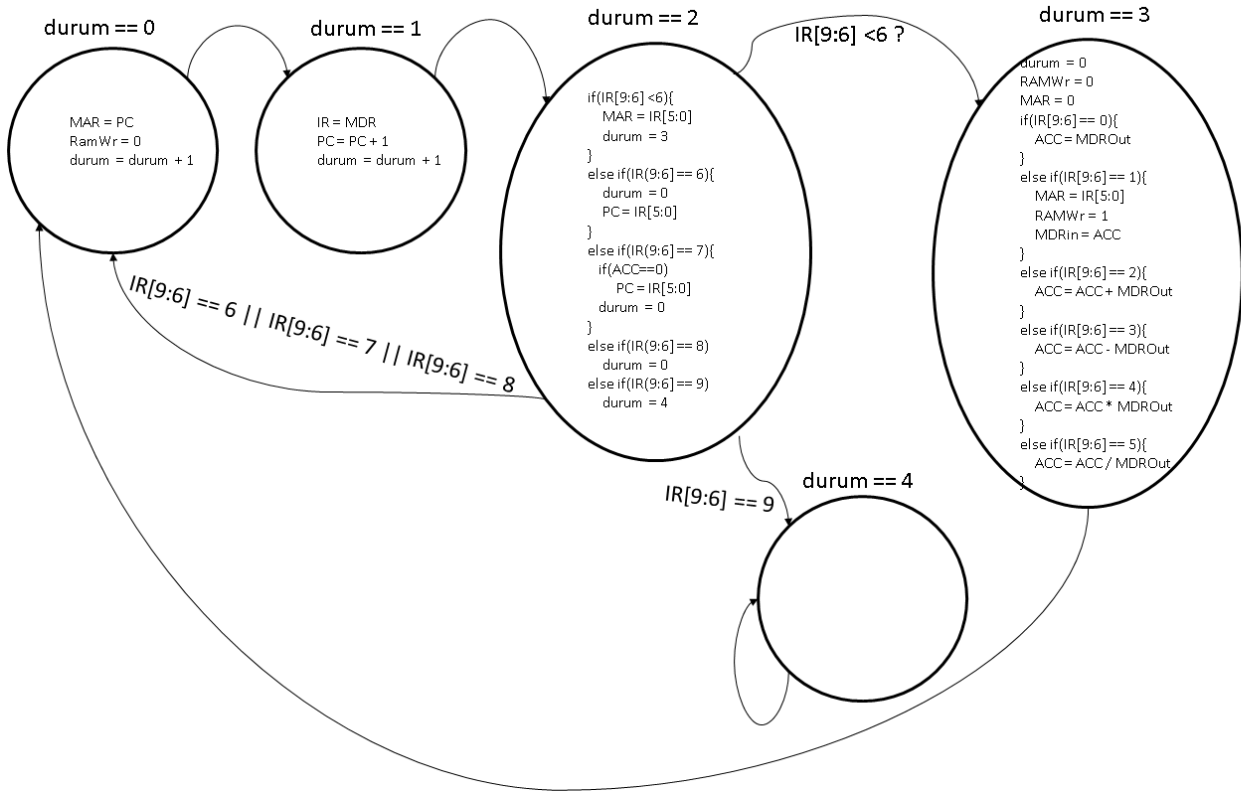 durum == 0
MAR = PC
RamWr = 0
durum = durum + 1
durum == 1
IR = MDR
PC = PC + 1
durum = durum + 1
durum == 2
if(IR[9:6] <6){
MAR = IR[5:0]
durum = 3
}
else if(IR(9:6] == 6){
durum = 0
PC = IR[5:0]
}
else if(IR(9:6] == 7){
if(ACC==0)
PC = IR[5:0]
durum = 0
}
else if(IR(9:6] == 8)
durum = 0
else if(IR(9:6] == 9)
durum = 4
IR[9:6] <6 ?
durum == 3
durum = 0
RAMWr = 0
MAR = 0
if(IR[9:6] == 0){
ACC = MDROut
}
else if(IR[9:6] == 1){
MAR = IR[5:0]
RAMWr = 1
MDRin = ACC
}
else if(IR[9:6] == 2){
ACC = ACC + MDROut
}
else if(IR[9:6] == 3){
ACC = ACC - MDROut
}
else if(IR[9:6] == 4){
ACC = ACC * MDROut
}
else if(IR[9:6] == 5){
ACC = ACC / MDROut
}
IR[9:6] == 6 || IR[9:6] == 7 || IR[9:6] == 8
IR[9:6] == 9
durum == 4